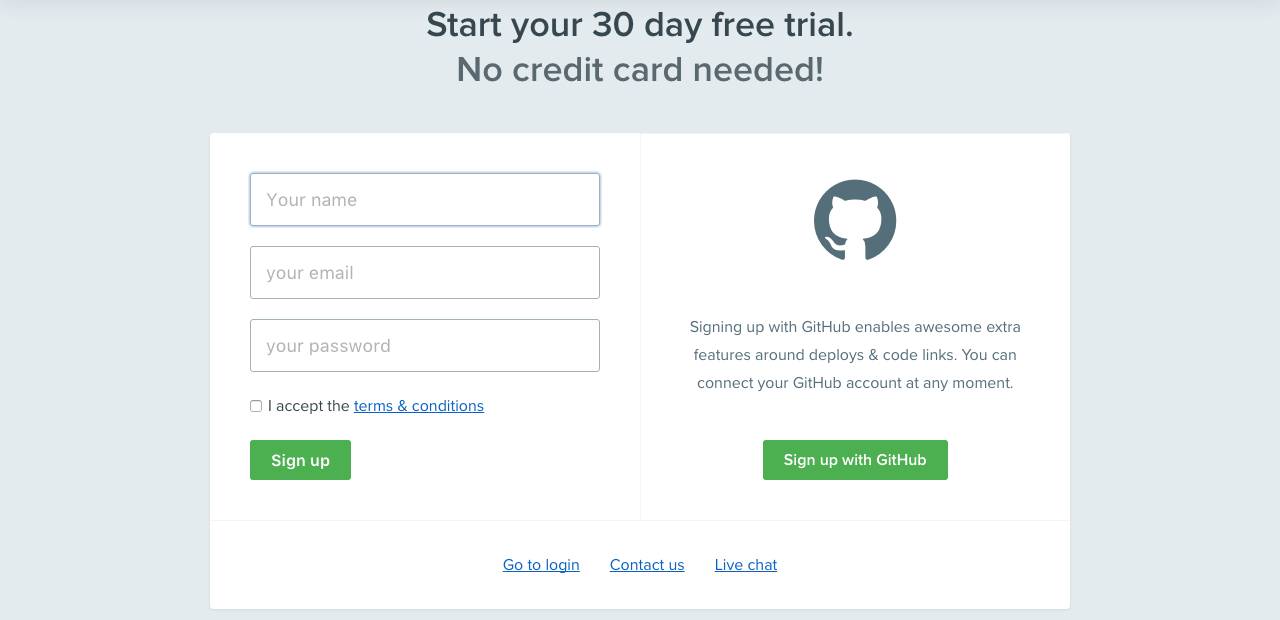 Start your 30 day free trial.
No credit card needed!
Your name
your email
your password
I accept the terms & conditions
Sign up
Signing up with GitHub enables awesome extra
features around deploys & code links. You can
connect your GitHub account at any moment.
Sign up with GitHub
Go to login
Contact us
Live chat